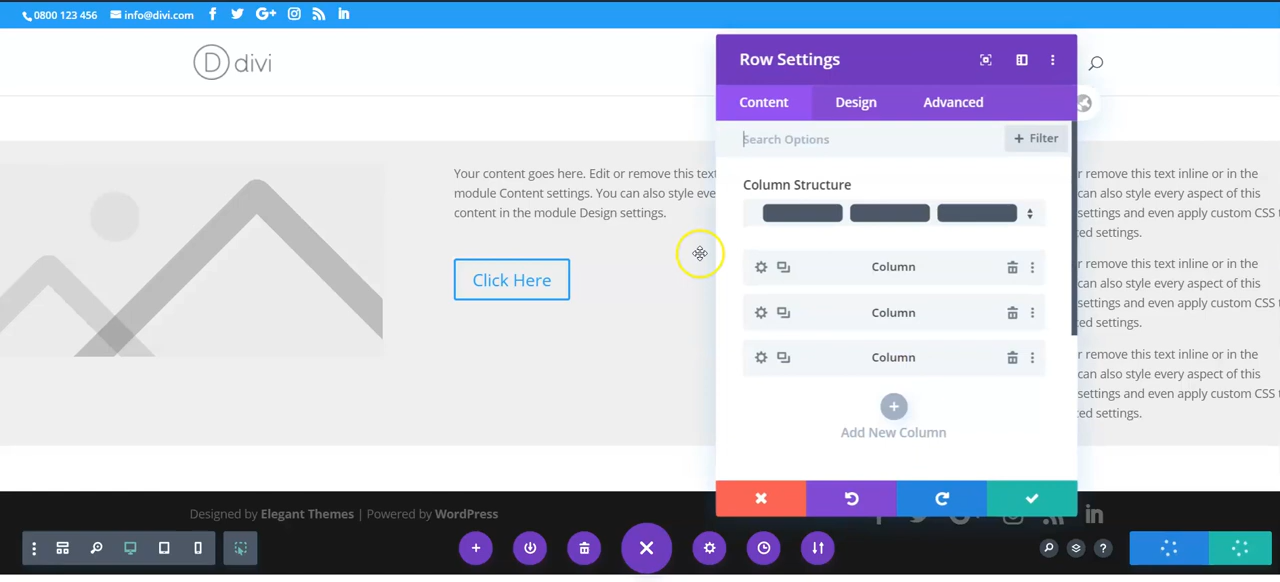 0800 123 456 info@divi.com
D divi
Your content goes here. Edit or remove this text
module Content settings. You can also style eve
content in the module Design settings.
Click Here
Row Settings
Content Design Advanced
Search Options + Filter
Column Structure
Column
Column
Column
Add New Column
r remove this text inline or in the
can also style every aspect of this
settings and even apply custom CSS t
ed settings.
r remove this text inline or in the
can also style every aspect of this
settings and even apply custom CSS t
ed settings.
r remove this text inline or in the
can also style every aspect of this
settings and even apply custom CSS t
ed settings.
Designed by Elegant Themes | Powered by WordPress